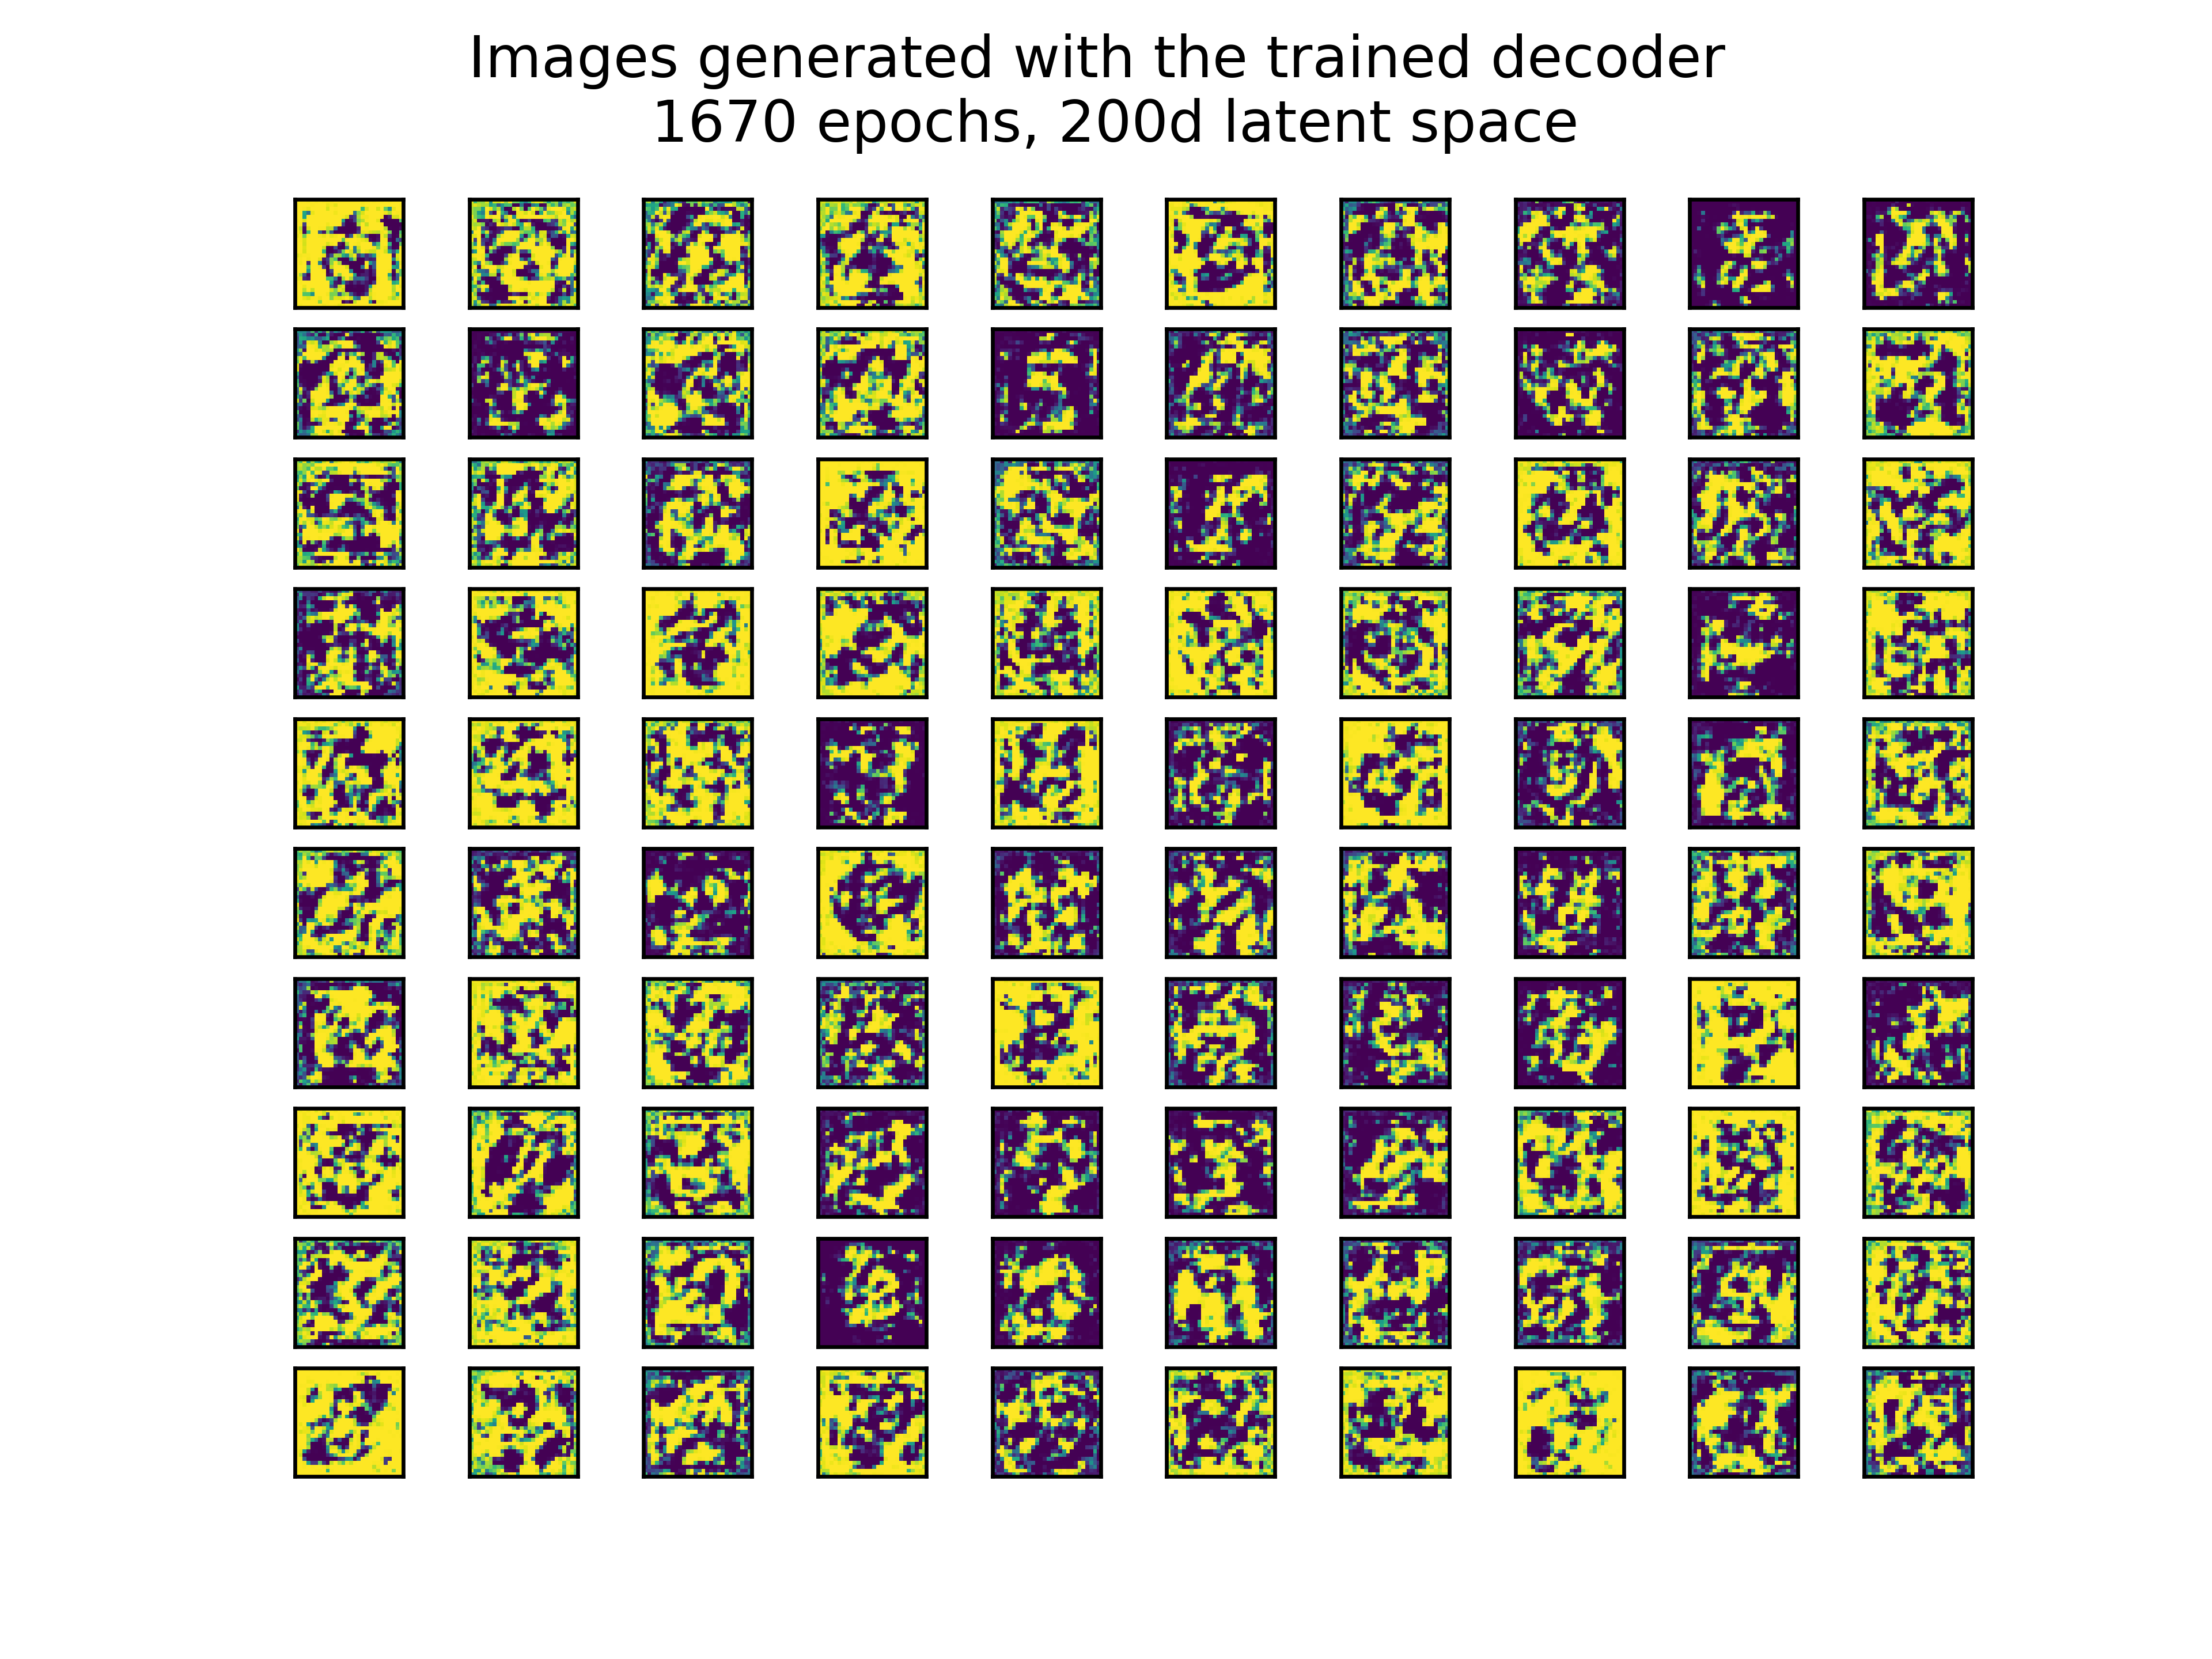 Images generated with the trained decoder
1670 epochs, 200d latent space